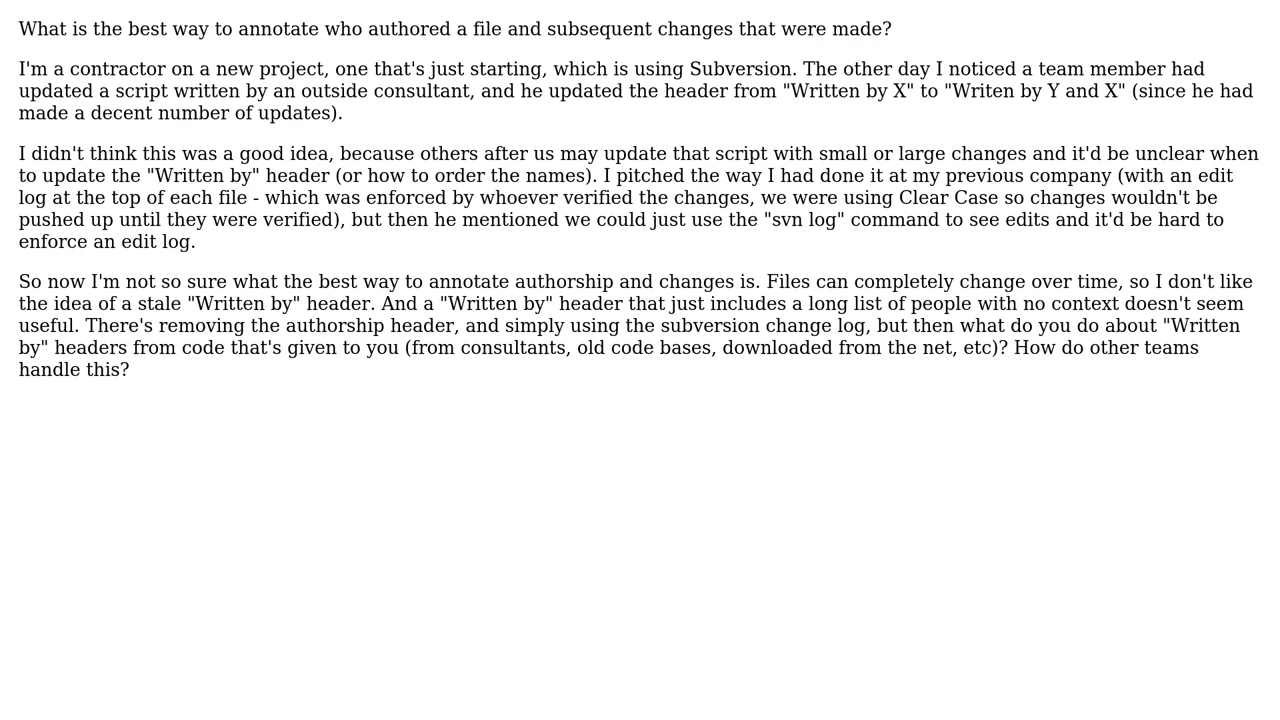 What is the best way to annotate who authored a file and subsequent changes that were made?
I'm a contractor on a new project, one that's just starting, which is using Subversion. The other day I noticed a team member had
updated a script written by an outside consultant, and he updated the header from "Written by X" to "Writen by Y and X" (since he had
made a decent number of updates).
I didn't think this was a good idea, because others after us may update that script with small or large changes and it'd be unclear when
to update the "Written by" header (or how to order the names). I pitched the way I had done it at my previous company (with an edit
log at the top of each file - which was enforced by whoever verified the changes, we were using Clear Case so changes wouldn't be
pushed up until they were verified), but then he mentioned we could just use the "svn log" command to see edits and it'd be hard to
enforce an edit log.
So now I'm not so sure what the best way to annotate authorship and changes is. Files can completely change over time, so I don't like
the idea of a stale "Written by" header. And a "Written by" header that just includes a long list of people with no context doesn't seem
useful. There's removing the authorship header, and simply using the subversion change log, but then what do you do about "Written
by" headers from code that's given to you (from consultants, old code bases, downloaded from the net, etc)? How do other teams
handle this?